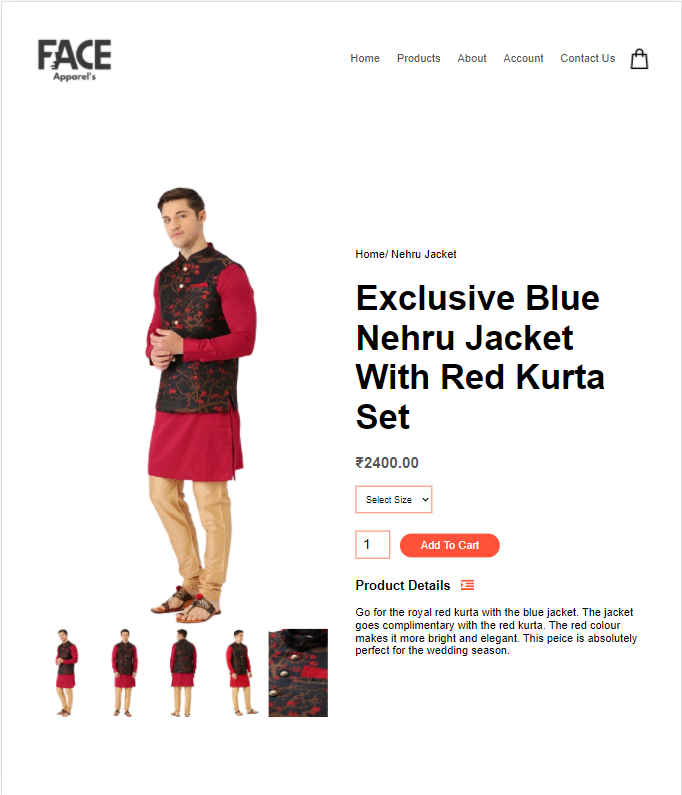 FACE
Apparel's
Home Products About Account Contact Us
Home/ Nehru Jacket
Exclusive Blue
Nehru Jacket
With Red Kurta
Set
₹2400.00
Select Size
1
Add To Cart
Product Details
Go for the royal red kurta with the blue jacket. The jacket
goes complimentary with the red kurta. The red colour
makes it more bright and elegant. This peice is absolutely
perfect for the wedding season.